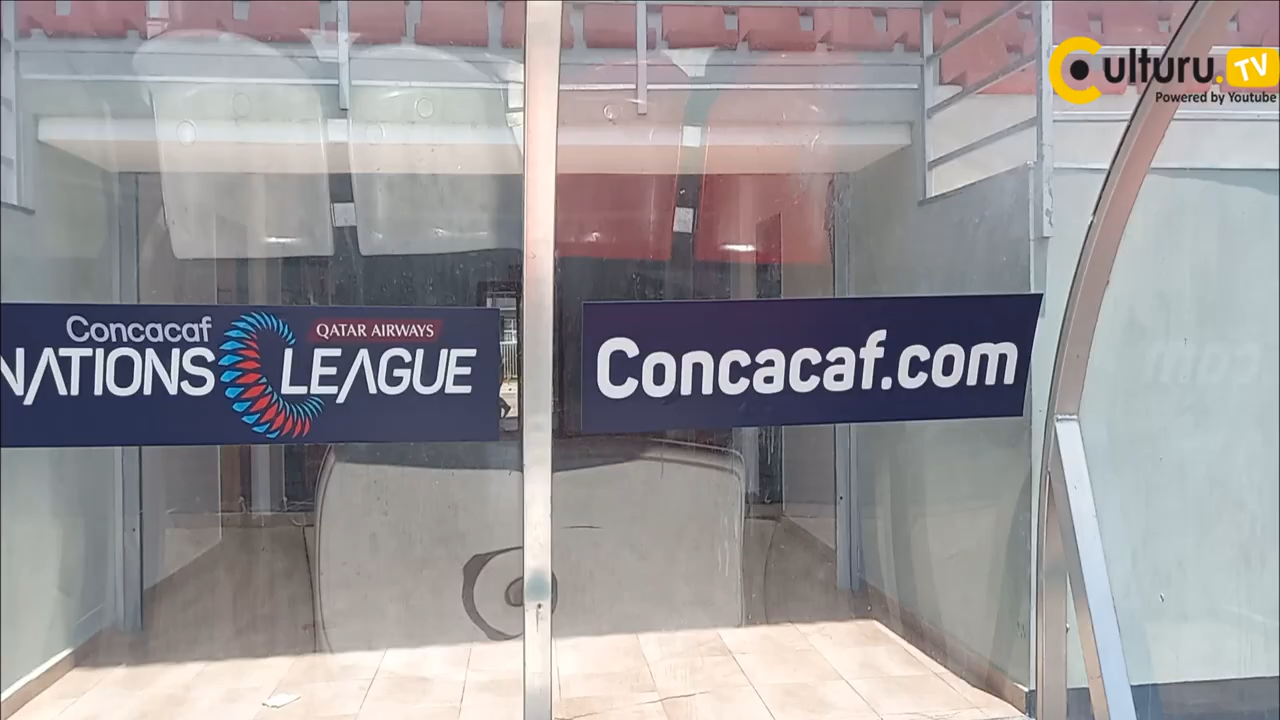 Culturu.TV
Powered by Youtube
Concacaf
QATAR AIRWAYS
NATIONS LEAGUE
Concacaf.com